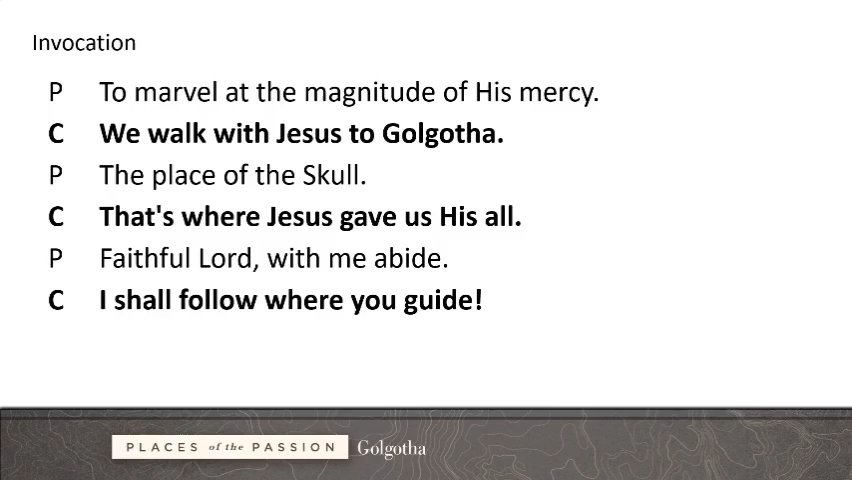 Invocation
P To marvel at the magnitude of His mercy.
C We walk with Jesus to Golgotha.
P The place of the Skull.
C That's where Jesus gave us His all.
P Faithful Lord, with me abide.
C I shall follow where you guide!
PLACES of the PASSION Golgotha